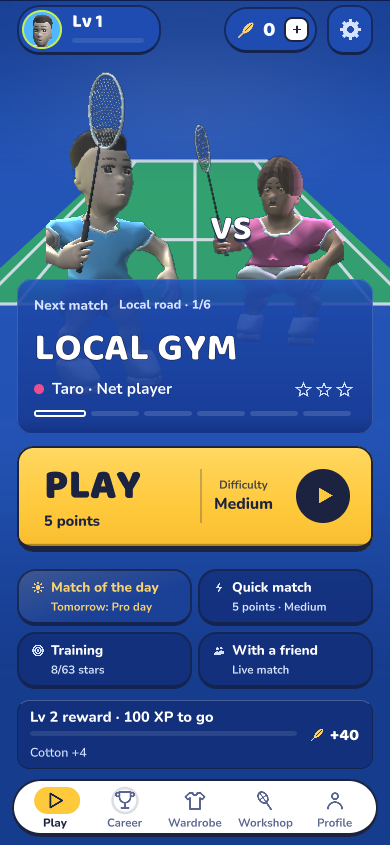 Lv 1
0
+
VS
Next match Local road · 1/6
LOCAL GYM
Taro · Net player
PLAY
5 points
Difficulty
Medium
Match of the day
Tomorrow: Pro day
Quick match
5 points · Medium
Training
8/63 stars
With a friend
Live match
Lv 2 reward · 100 XP to go
+40
Cotton +4
Play
Career
Wardrobe
Workshop
Profile